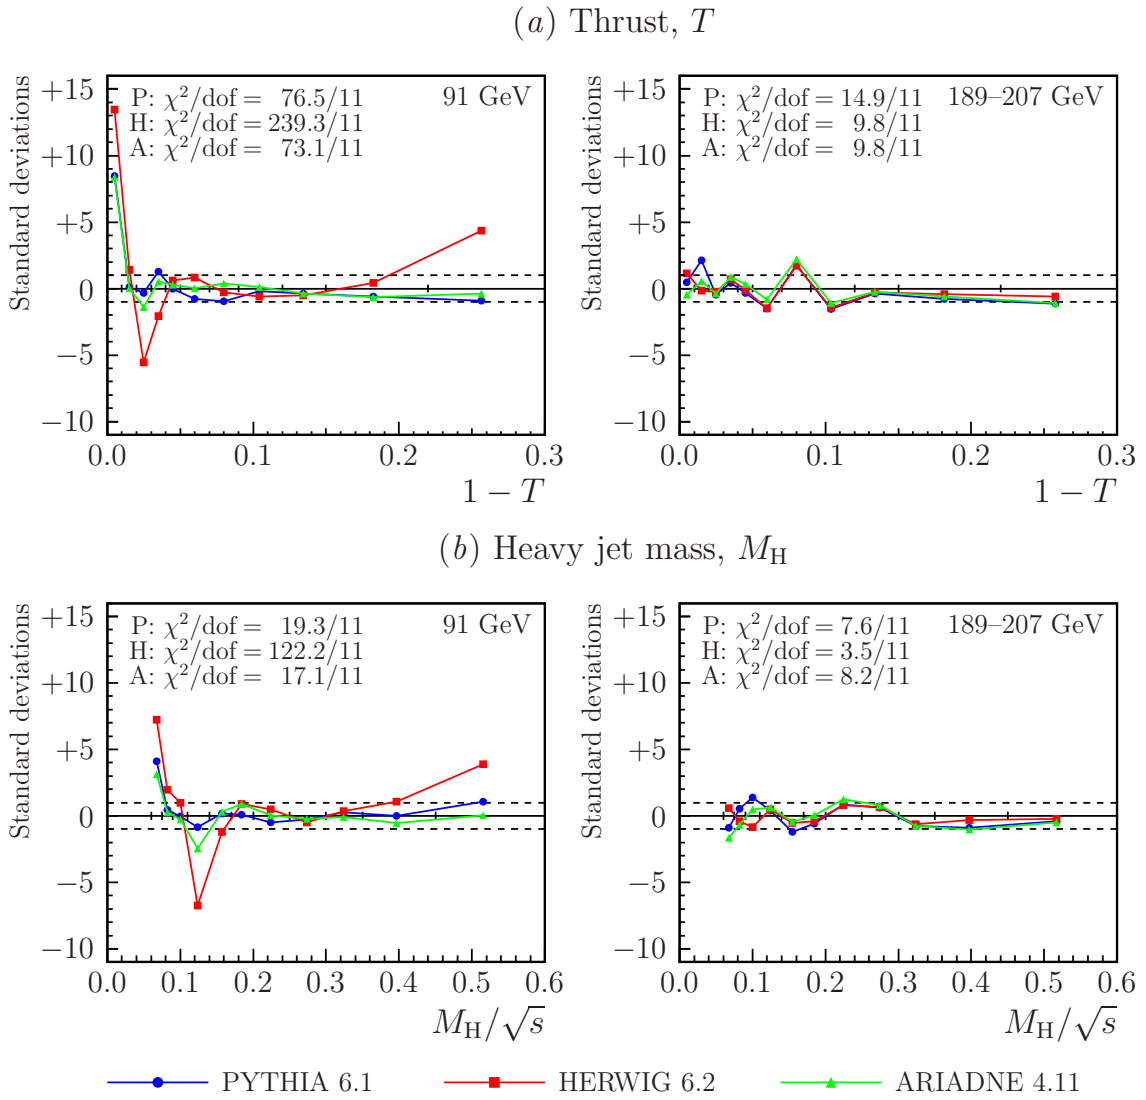 (a) Thrust, T
Standard deviations
+15
+10
+5
0
−5
−10
P: χ²/dof = 76.5/11
H: χ²/dof = 239.3/11
A: χ²/dof = 73.1/11
91 GeV
0.0 0.1 0.2 0.3
1 − T
Standard deviations
+15
+10
+5
0
−5
−10
P: χ²/dof = 14.9/11
H: χ²/dof = 9.8/11
A: χ²/dof = 9.8/11
189–207 GeV
0.0 0.1 0.2 0.3
1 − T
(b) Heavy jet mass, M_H
Standard deviations
+15
+10
+5
0
−5
−10
P: χ²/dof = 19.3/11
H: χ²/dof = 122.2/11
A: χ²/dof = 17.1/11
91 GeV
0.0 0.1 0.2 0.3 0.4 0.5 0.6
M_H/√s
Standard deviations
+15
+10
+5
0
−5
−10
P: χ²/dof = 7.6/11
H: χ²/dof = 3.5/11
A: χ²/dof = 8.2/11
189–207 GeV
0.0 0.1 0.2 0.3 0.4 0.5 0.6
M_H/√s
PYTHIA 6.1 HERWIG 6.2 ARIADNE 4.11